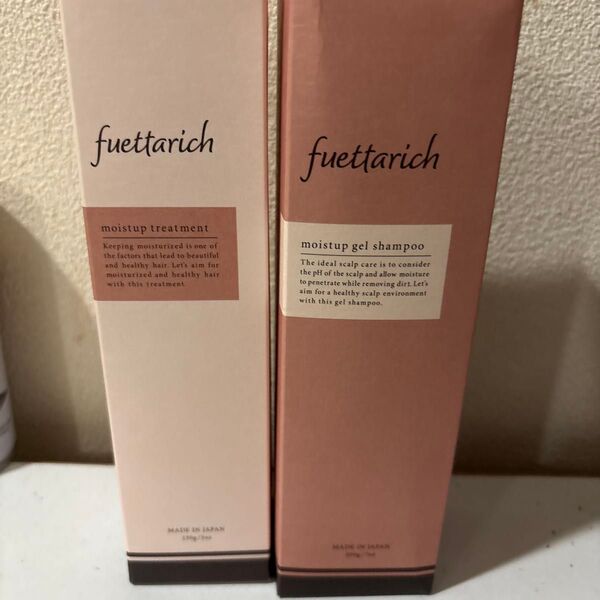 fuettarich
moistup treatment
Keeping moisturized is one of
the factors that lead to beautiful
and healthy hair. Let's aim for
moisturized and healthy hair
with this treatment.
MADE IN JAPAN
fuettarich
moistup gel shampoo
The ideal scalp care is to consider
the pH of the scalp and allow moisture
to penetrate while removing dirt. Let's
aim for a healthy scalp environment
with this gel shampoo.
MADE IN JAPAN